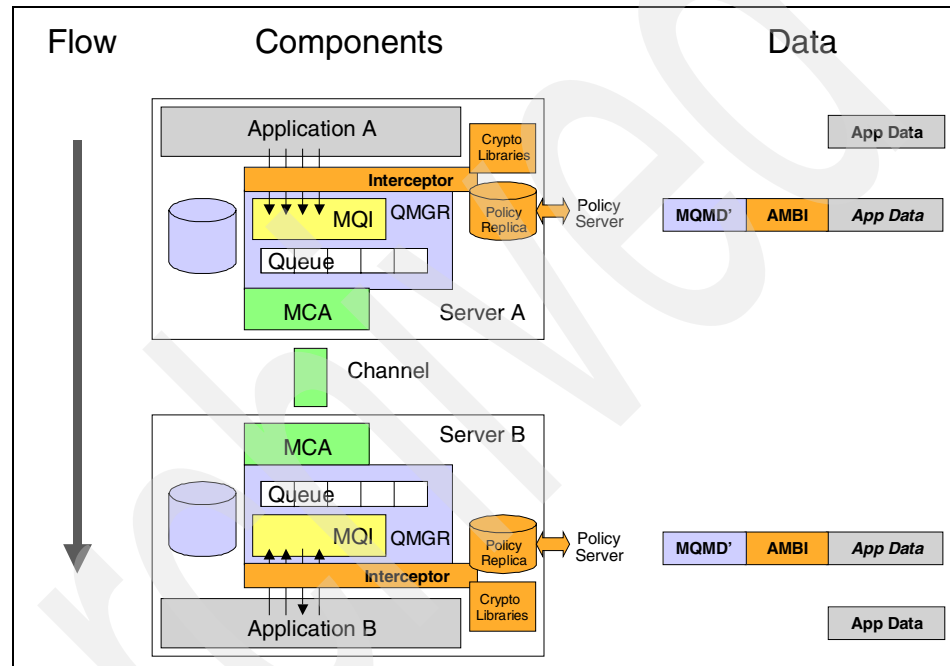 Flow Components Data
Application A
Crypto
Libraries
App Data
Interceptor
MQI QMGR
Policy
Replica
Policy
Server
MQMD' AMBI App Data
Queue
MCA
Server A
Channel
MCA
Server B
Queue
MQI QMGR
Policy
Replica
Policy
Server
MQMD' AMBI App Data
Interceptor
Crypto
Libraries
Application B
App Data